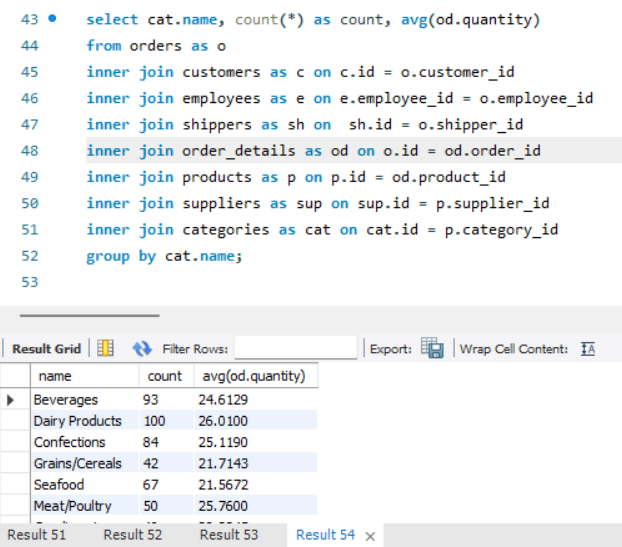 43 select cat.name, count(*) as count, avg(od.quantity)
44 from orders as o
45 inner join customers as c on c.id = o.customer_id
46 inner join employees as e on e.employee_id = o.employee_id
47 inner join shippers as sh on  sh.id = o.shipper_id
48 inner join order_details as od on o.id = od.order_id
49 inner join products as p on p.id = od.product_id
50 inner join suppliers as sup on sup.id = p.supplier_id
51 inner join categories as cat on cat.id = p.category_id
52 group by cat.name;
53
Result Grid Filter Rows: Export: Wrap Cell Content: IA
name count avg(od.quantity)
Beverages 93 24.6129
Dairy Products 100 26.0100
Confections 84 25.1190
Grains/Cereals 42 21.7143
Seafood 67 21.5672
Meat/Poultry 50 25.7600
Result 51 Result 52 Result 53 Result 54